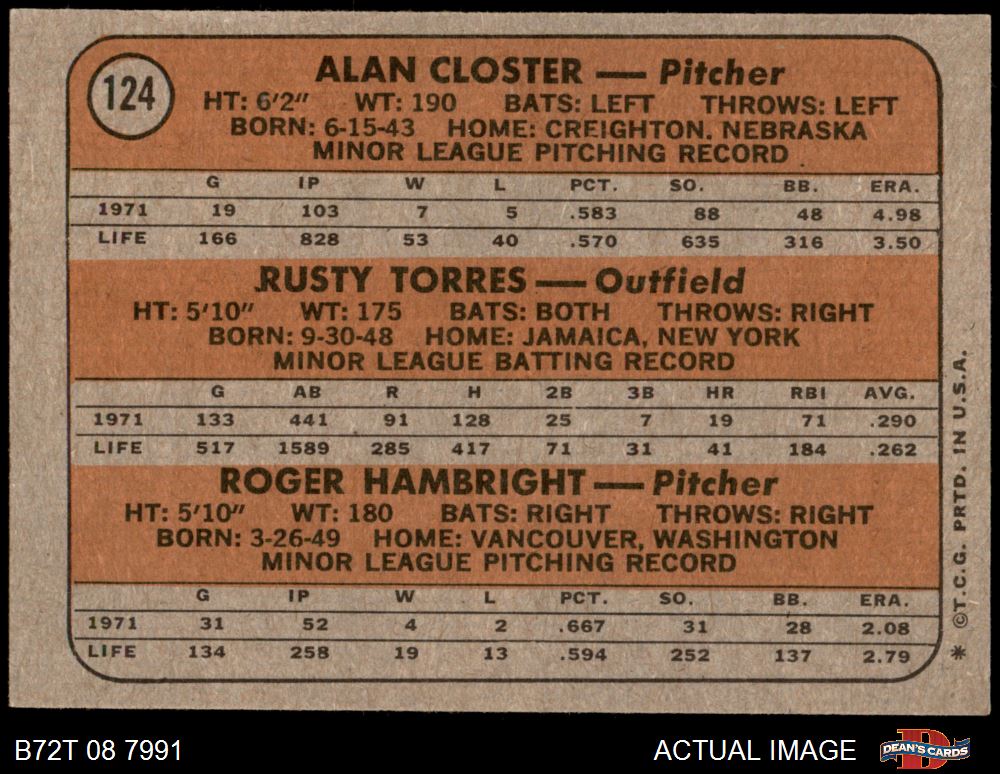 124
ALAN CLOSTER — Pitcher
HT: 6'2" WT: 190 BATS: LEFT THROWS: LEFT
BORN: 6-15-43 HOME: CREIGHTON, NEBRASKA
MINOR LEAGUE PITCHING RECORD
G IP W L PCT. SO. BB. ERA.
1971 19 103 7 5 .583 88 48 4.98
LIFE 166 828 53 40 .570 635 316 3.50
RUSTY TORRES — Outfield
HT: 5'10" WT: 175 BATS: BOTH THROWS: RIGHT
BORN: 9-30-48 HOME: JAMAICA, NEW YORK
MINOR LEAGUE BATTING RECORD
G AB R H 2B 3B HR RBI AVG.
1971 133 441 91 128 25 7 19 71 .290
LIFE 517 1589 285 417 71 31 41 184 .262
ROGER HAMBRIGHT — Pitcher
HT: 5'10" WT: 180 BATS: RIGHT THROWS: RIGHT
BORN: 3-26-49 HOME: VANCOUVER, WASHINGTON
MINOR LEAGUE PITCHING RECORD
G IP W L PCT. SO. BB. ERA.
1971 31 52 4 2 .667 31 28 2.08
LIFE 134 258 19 13 .594 252 137 2.79
* ©T.C.G. PRTD. IN U.S.A.
B72T 08 7991
ACTUAL IMAGE
DEAN'S CARDS